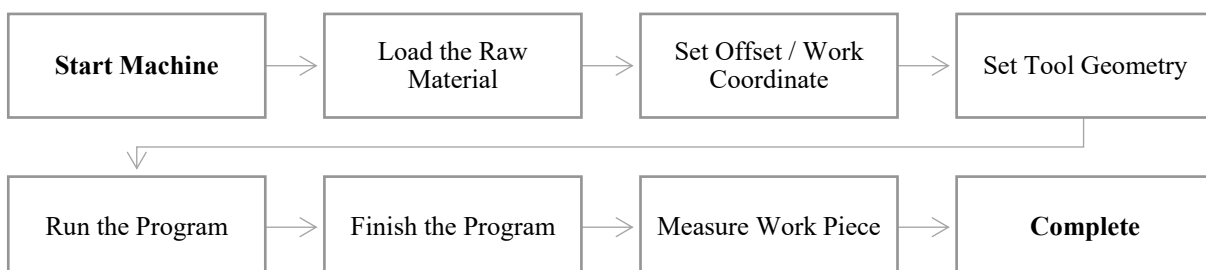 Start Machine
Load the Raw
Material
Set Offset / Work
Coordinate
Set Tool Geometry
Run the Program
Finish the Program
Measure Work Piece
Complete